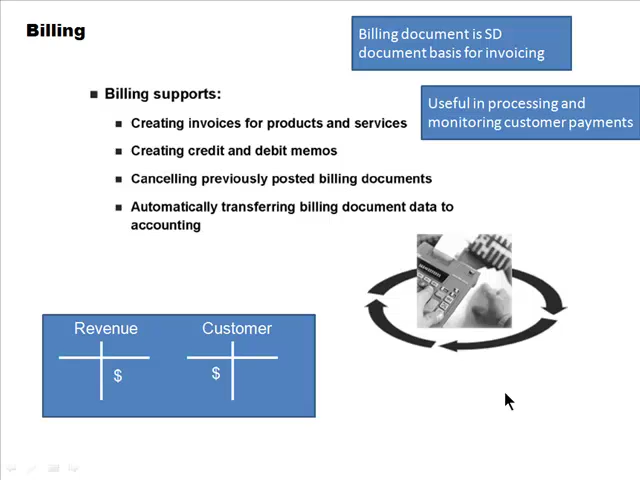 Billing
Billing document is SD
document basis for invoicing
Billing supports:
Useful in processing and
monitoring customer payments
Creating invoices for products and services
Creating credit and debit memos
Cancelling previously posted billing documents
Automatically transferring billing document data to
accounting
Revenue Customer
$ $